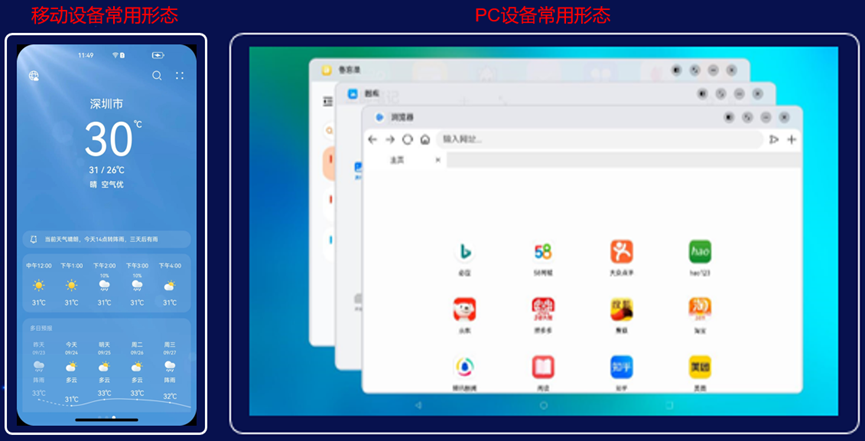 移动设备常用形态
PC设备常用形态
11:49
深圳市
30℃
31 / 26℃
晴 空气优
当前天气晴朗，今天14点转阵雨，三天后有雨
中午12:00 下午1:00 下午2:00 下午3:00 下午4:00
10% 10%
31℃ 31℃ 31℃ 31℃ 31℃
多日预报
昨天 今天 明天 周二 周三
09/23 09/24 09/25 09/26 09/27
阵雨 多云 多云 多云 阵雨
33℃ 31℃ 33℃ 33℃ 32℃
备忘录
图库
浏览器
输入网址...
主页
必应 58同城 大众点评 hao123
京东 拼多多 搜狐 淘宝
腾讯新闻 阅读 知乎 美团